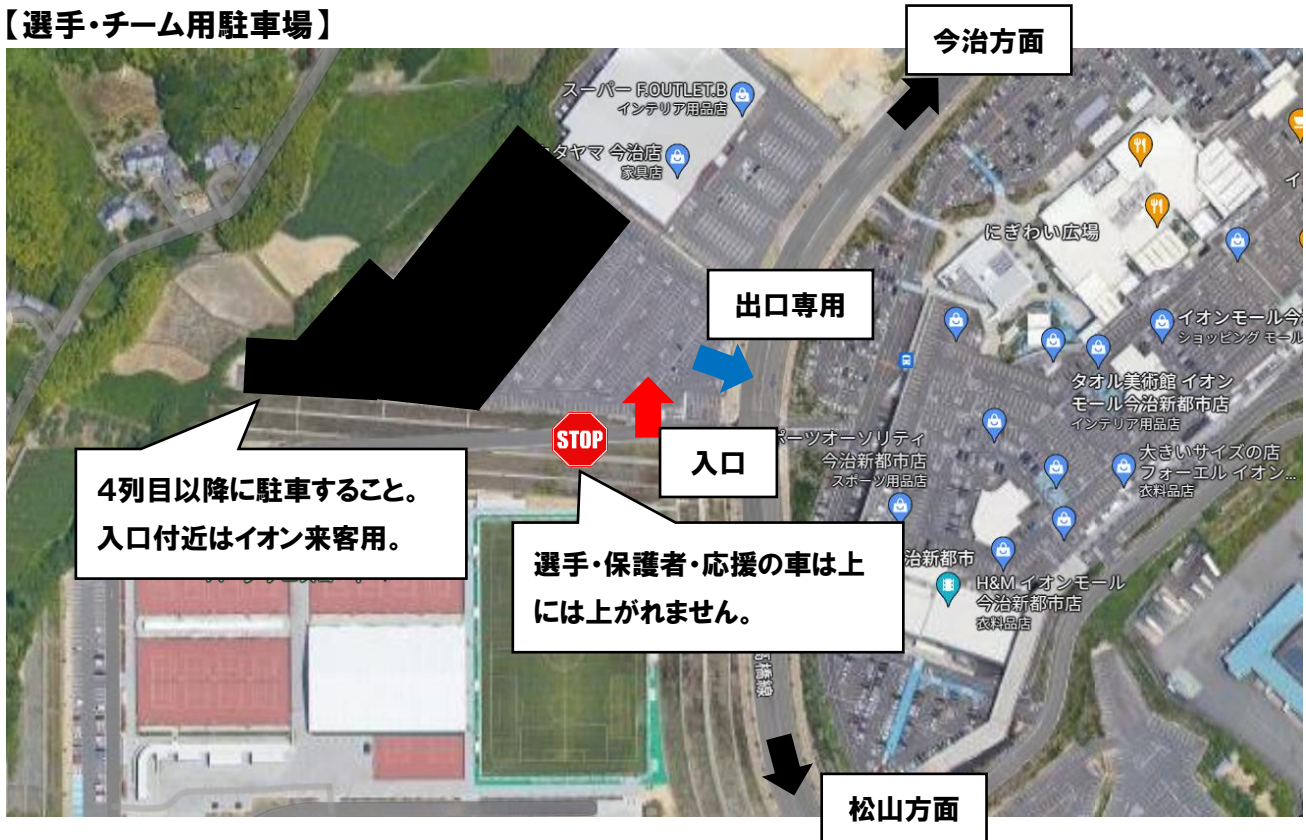 【選手・チーム用駐車場】
今治方面
スーパー F.OUTLET.B
インテリア用品店
タヤマ 今治店
家具店
にぎわい広場
出口専用
イオンモール今
ショッピング モール
タオル美術館 イオン
モール今治新都市店
インテリア用品店
STOP
入口
ポーツオーソリティ
今治新都市店
スポーツ用品店
大きいサイズの店
フォーエル イオン...
衣料品店
4列目以降に駐車すること。
入口付近はイオン来客用。
選手・保護者・応援の車は上
には上がれません。
治新都市
H&M イオンモール
今治新都市店
衣料品店
高橋線
松山方面